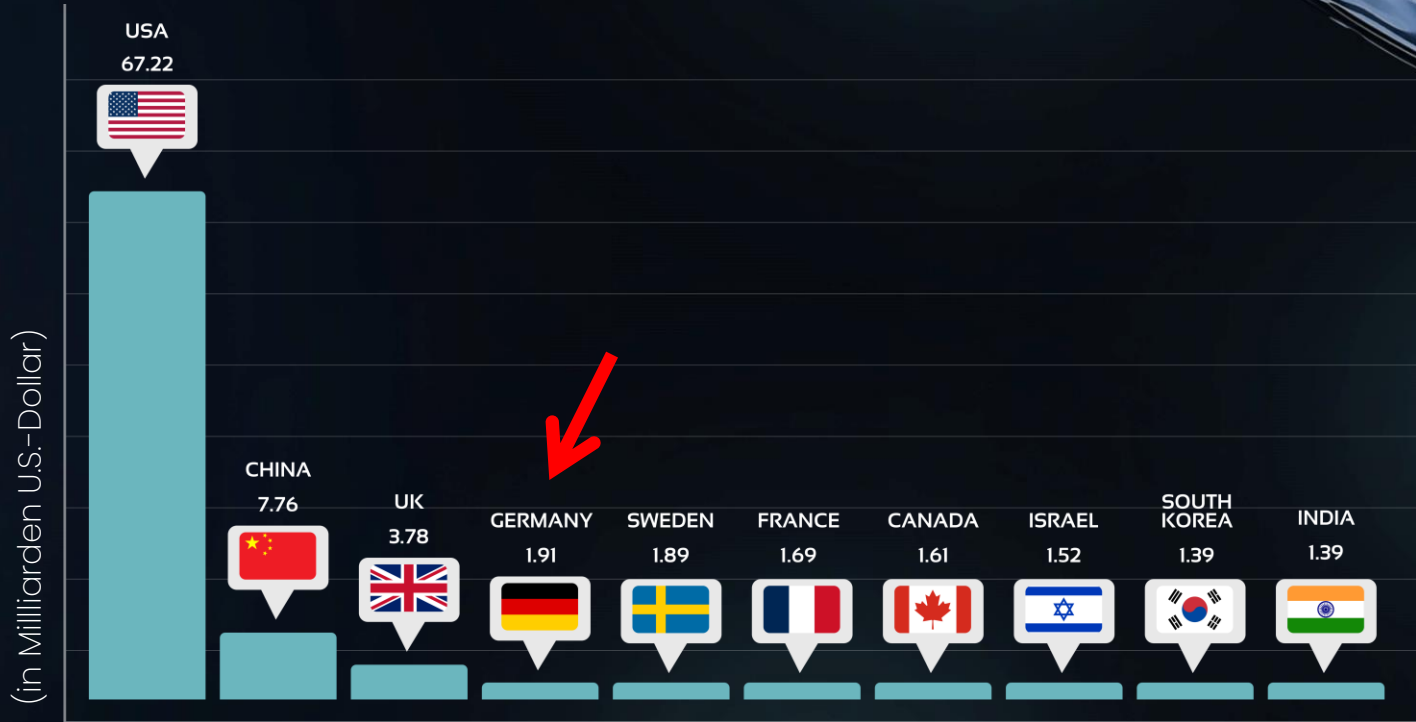 (in Millliarden U.S.-Dollar)
USA
67.22
CHINA
7.76
UK
3.78
GERMANY
1.91
SWEDEN
1.89
FRANCE
1.69
CANADA
1.61
ISRAEL
1.52
SOUTH
KOREA
1.39
INDIA
1.39